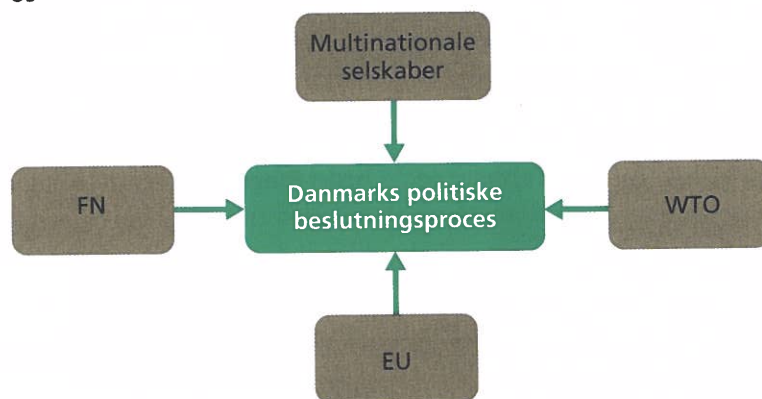 Multinationale
selskaber
FN
Danmarks politiske
beslutningsproces
WTO
EU